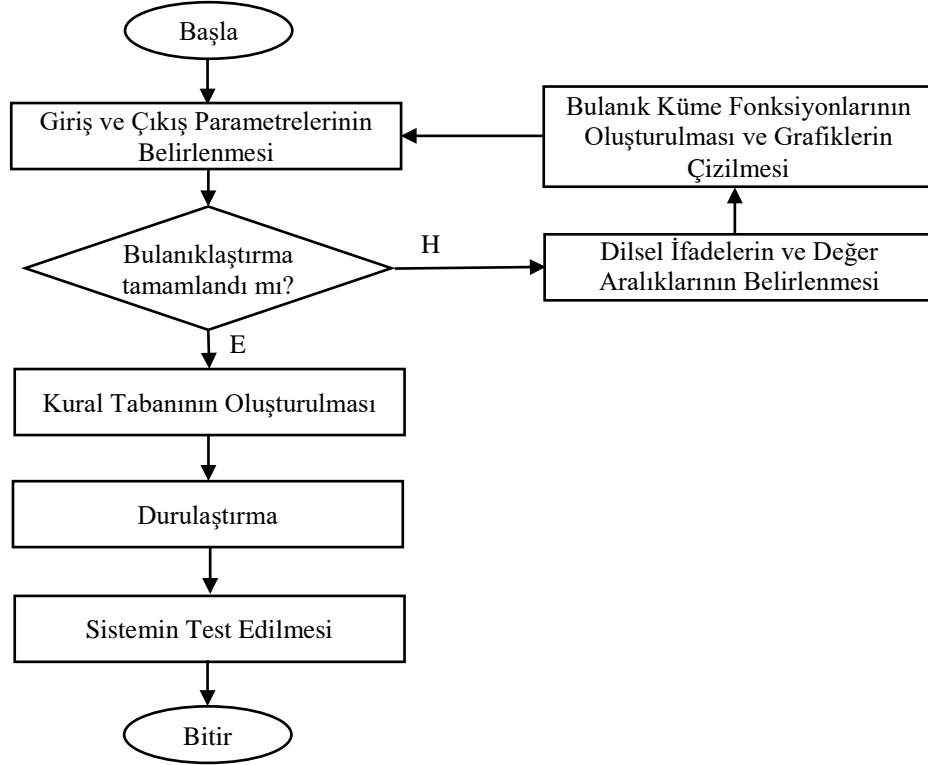 Başla
Giriş ve Çıkış Parametrelerinin
Belirlenmesi
Bulanık Küme Fonksiyonlarının
Oluşturulması ve Grafiklerin
Çizilmesi
Bulanıklaştırma
tamamlandı mı?
H
Dilsel İfadelerin ve Değer
Aralıklarının Belirlenmesi
E
Kural Tabanının Oluşturulması
Durulaştırma
Sistemin Test Edilmesi
Bitir